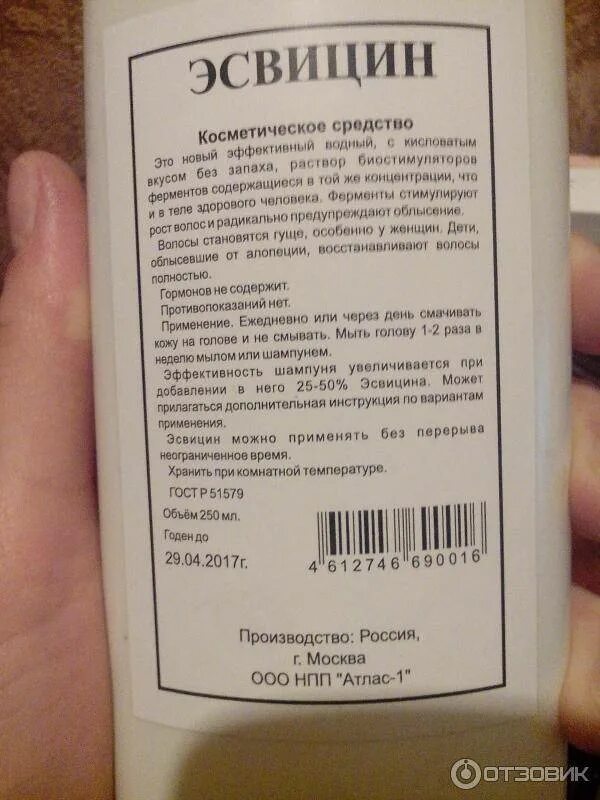 ЭСВИЦИН
Косметическое средство
Это новый эффективный водный, с кисловатым
вкусом без запаха, раствор биостимуляторов
ферментов содержащиеся в той же концентрации, что
и в теле здорового человека. Ферменты стимулируют
рост волос и радикально предупреждают облысение.
Волосы становятся гуще, особенно у женщин. Дети,
облысевшие от алопеции, восстанавливают волосы
полностью.
Гормонов не содержит.
Противопоказаний нет.
Применение. Ежедневно или через день смачивать
кожу на голове и не смывать. Мыть голову 1-2 раза в
неделю мылом или шампунем.
Эффективность шампуня увеличивается при
добавлении в него 25-50% Эсвицина. Может
прилагаться дополнительная инструкция по вариантам
применения.
Эсвицин можно применять без перерыва
неограниченное время.
Хранить при комнатной температуре.
ГОСТ Р 51579
Объём 250 мл.
Годен до
29.04.2017г.
4 612746 690016
Производство: Россия,
г. Москва
ООО НПП "Атлас-1"
ОТЗОВИК